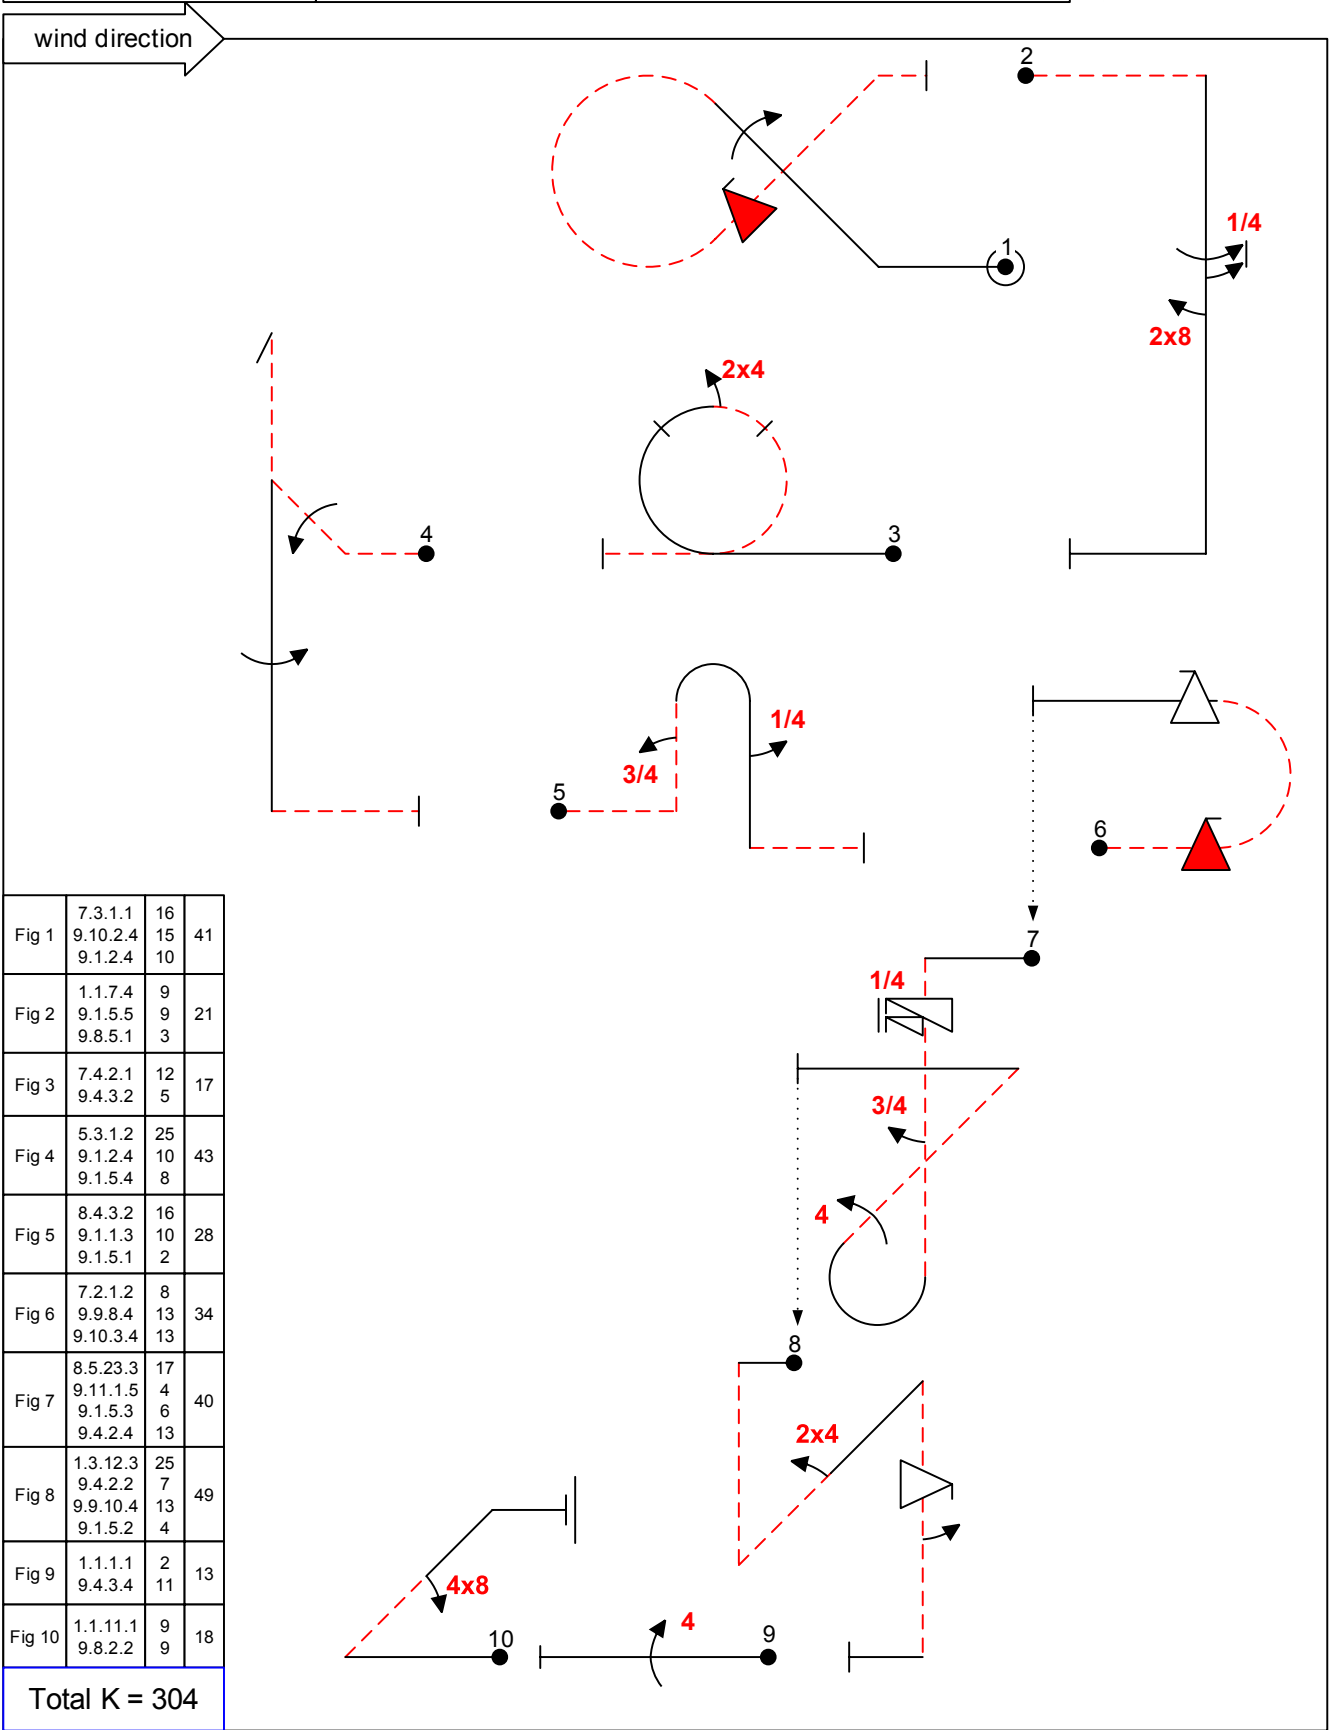 wind direction
2
1/4
1
2x8
2x4
4
3
1/4
3/4
5
6
7
1/4
3/4
4
8
2x4
4x8
4
10
9
Fig 1 7.3.1.1 16 41
9.10.2.4 15
9.1.2.4 10
Fig 2 1.1.7.4 9 21
9.1.5.5 9
9.8.5.1 3
Fig 3 7.4.2.1 12 17
9.4.3.2 5
Fig 4 5.3.1.2 25 43
9.1.2.4 10
9.1.5.4 8
Fig 5 8.4.3.2 16 28
9.1.1.3 10
9.1.5.1 2
Fig 6 7.2.1.2 8 34
9.9.8.4 13
9.10.3.4 13
Fig 7 8.5.23.3 17 40
9.11.1.5 4
9.1.5.3 6
9.4.2.4 13
Fig 8 1.3.12.3 25 49
9.4.2.2 7
9.9.10.4 13
9.1.5.2 4
Fig 9 1.1.1.1 2 13
9.4.3.4 11
Fig 10 1.1.11.1 9 18
9.8.2.2 9
Total K = 304